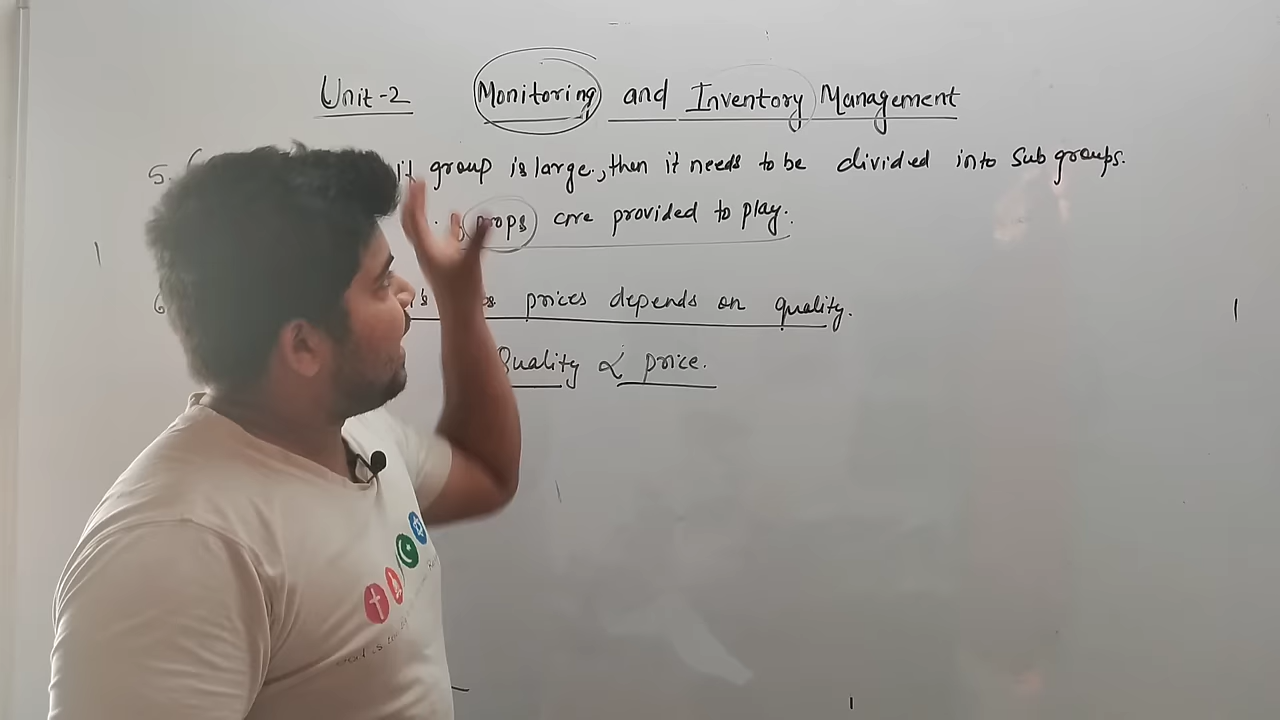 Unit-2 Monitoring and Inventory Management
5. If group is large, then it needs to be divided into sub groups.
props are provided to play.
6 's prices depends on quality.
Quality ∝ price.